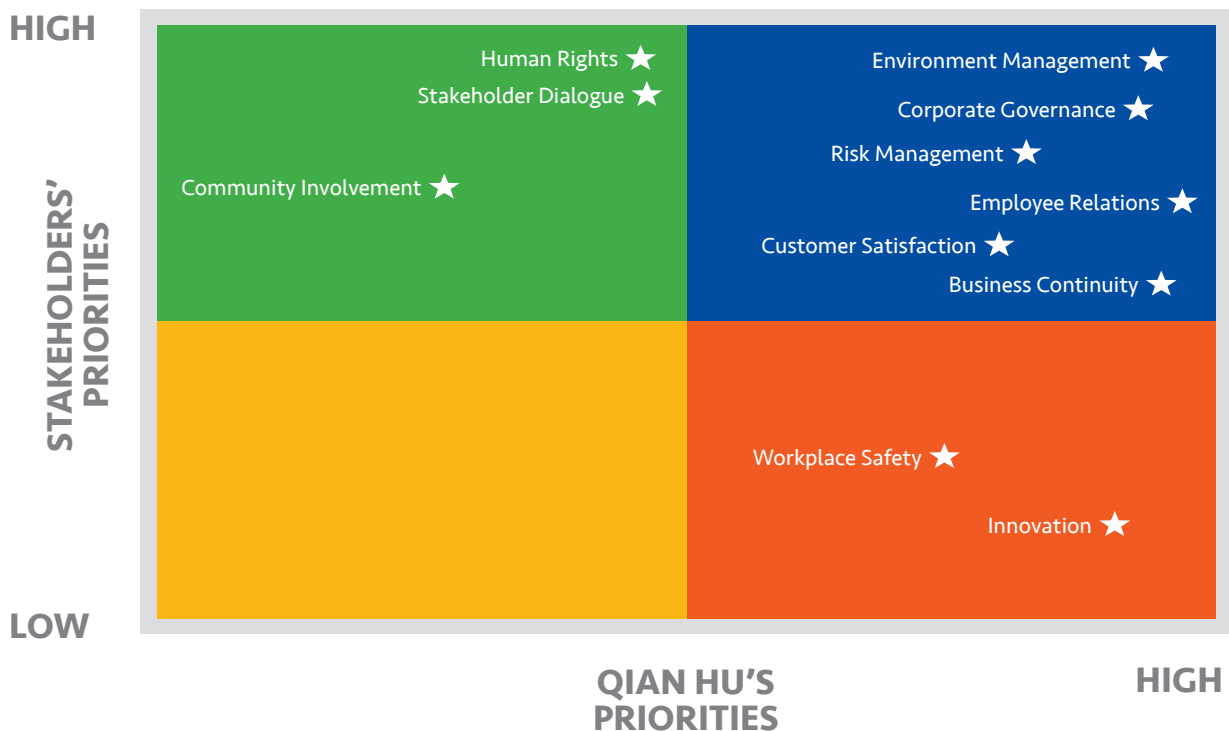 HIGH
Human Rights
Stakeholder Dialogue
Community Involvement
Environment Management
Corporate Governance
Risk Management
Employee Relations
Customer Satisfaction
Business Continuity
STAKEHOLDERS’
PRIORITIES
Workplace Safety
Innovation
LOW
QIAN HU’S
PRIORITIES
HIGH